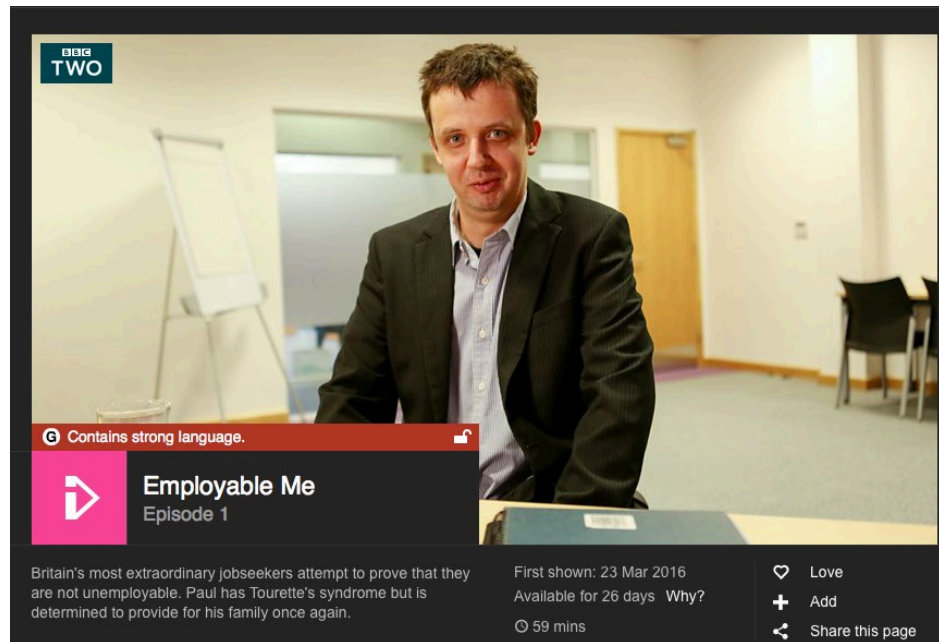 BBC
TWO
G Contains strong language.
Employable Me
Episode 1
Britain's most extraordinary jobseekers attempt to prove that they
are not unemployable. Paul has Tourette's syndrome but is
determined to provide for his family once again.
First shown: 23 Mar 2016
Available for 26 days Why?
59 mins
Love
Add
Share this page